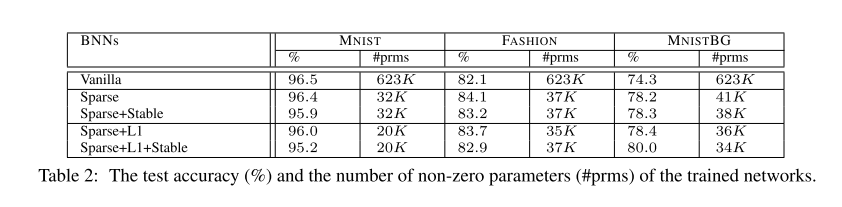 BNNs MNIST FASHION MNISTBG
% #prms % #prms % #prms
Vanilla 96.5 623K 82.1 623K 74.3 623K
Sparse 96.4 32K 84.1 37K 78.2 41K
Sparse+Stable 95.9 32K 83.2 37K 78.3 38K
Sparse+L1 96.0 20K 83.7 35K 78.4 36K
Sparse+L1+Stable 95.2 20K 82.9 37K 80.0 34K
Table 2: The test accuracy (%) and the number of non-zero parameters (#prms) of the trained networks.